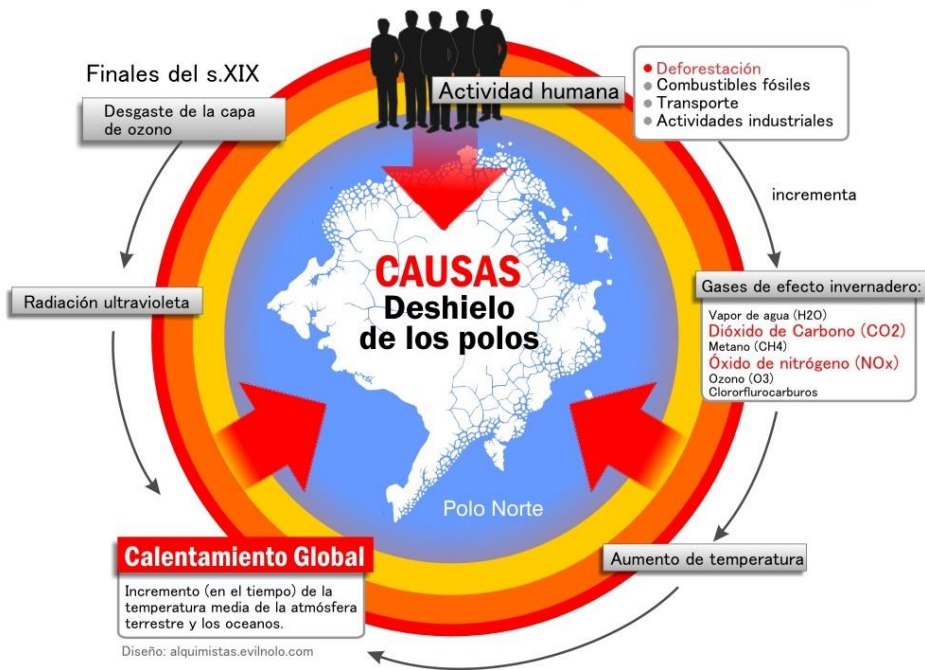 Finales del s.XIX
Desgaste de la capa
de ozono
Radiación ultravioleta
Actividad humana
Deforestación
Combustibles fósiles
Transporte
Actividades industriales
incrementa
Gases de efecto invernadero:
Vapor de agua (H2O)
Dióxido de Carbono (CO2)
Metano (CH4)
Óxido de nitrógeno (NOx)
Ozono (O3)
Clororflurocarburos
Aumento de temperatura
CAUSAS
Deshielo
de los polos
Polo Norte
Calentamiento Global
Incremento (en el tiempo) de la
temperatura media de la atmósfera
terrestre y los oceanos.
Diseño: alquimistas.evilnolo.com